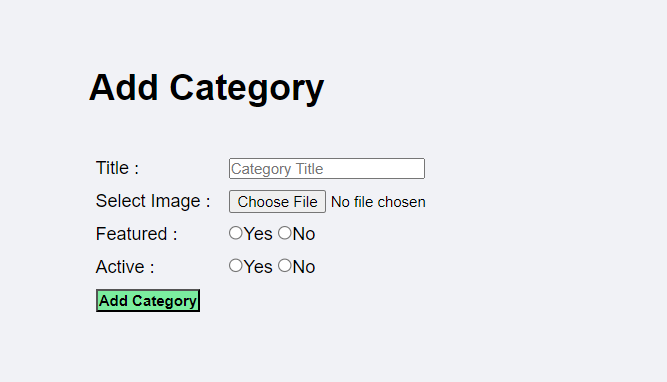 Add Category
Title : Category Title
Select Image : Choose File No file chosen
Featured : Yes No
Active : Yes No
Add Category